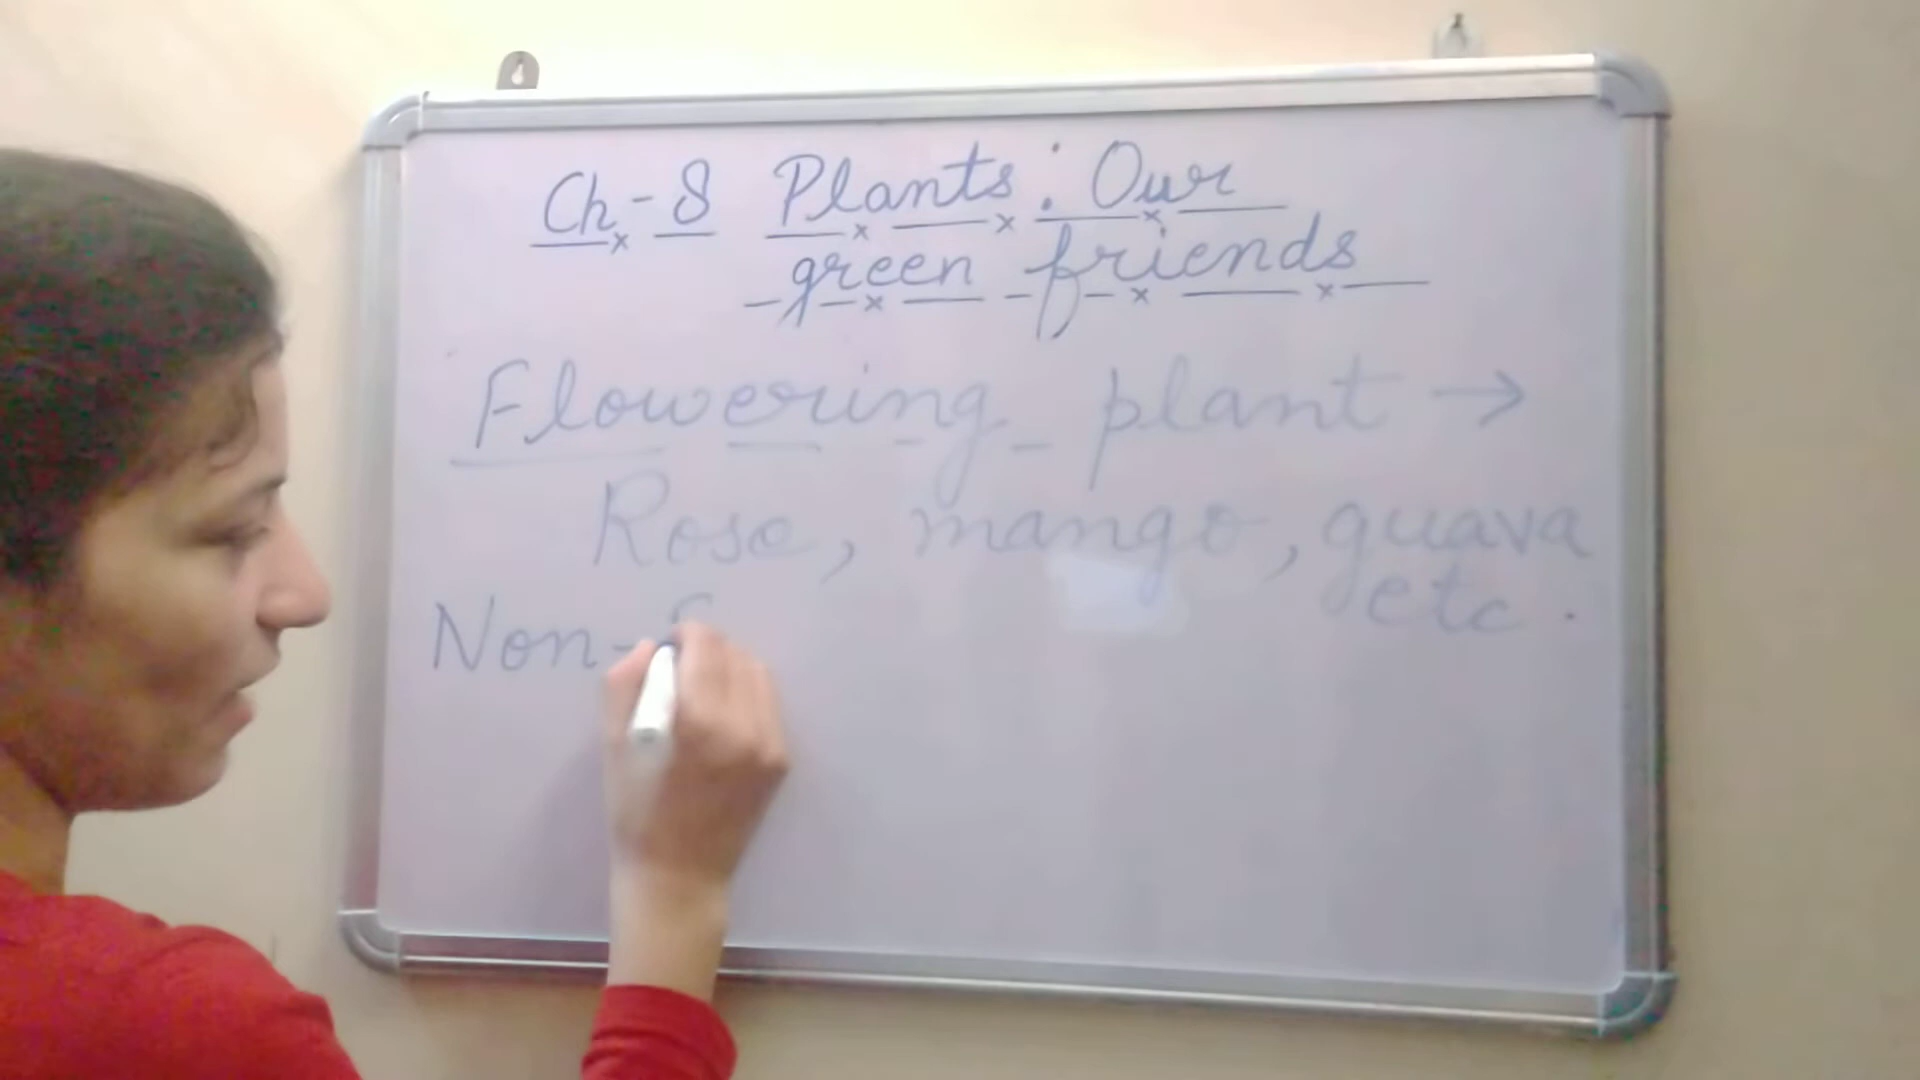 Ch-8 Plants: Our
green friends
Flowering plant →
Rose, mango, guava
etc.
Non-f